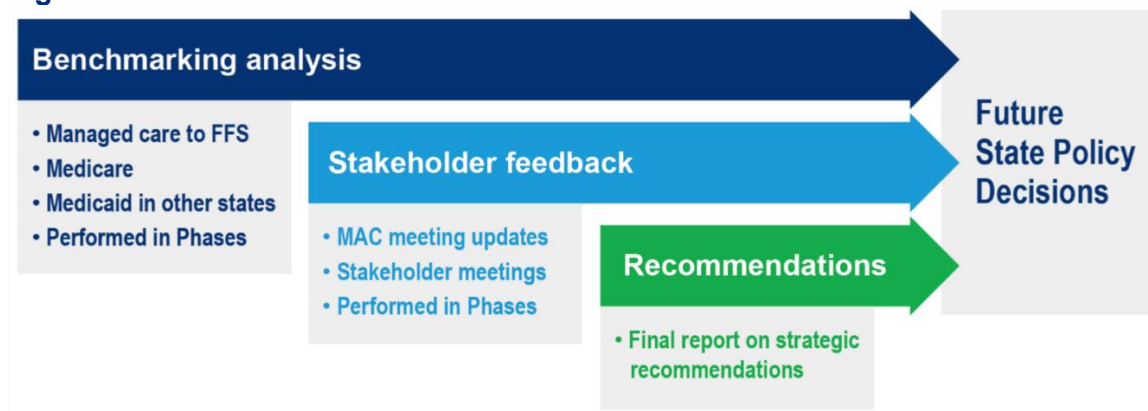 Benchmarking analysis
• Managed care to FFS
• Medicare
• Medicaid in other states
• Performed in Phases
Stakeholder feedback
• MAC meeting updates
• Stakeholder meetings
• Performed in Phases
Recommendations
• Final report on strategic
recommendations
Future
State Policy
Decisions